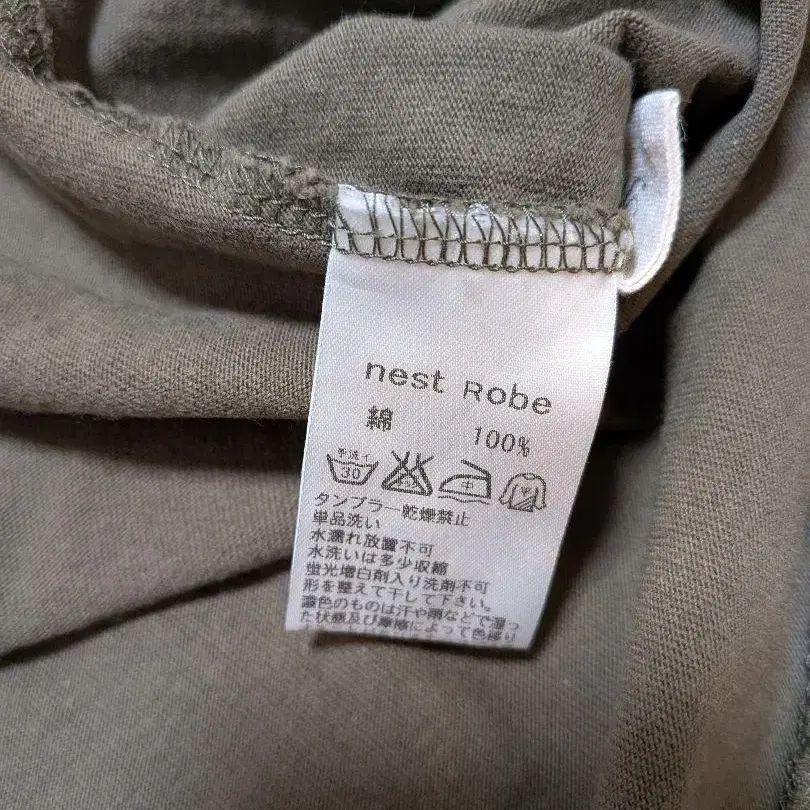 nest Robe
綿 100%
手洗イ
30
中
タンブラー乾燥禁止
単品洗い
水濡れ放置不可
水洗いは多少収縮
蛍光増白剤入り洗剤不可
形を整えて干して下さい。
濃色のものは汗や雨などで湿っ
た状態及び摩擦によって色移り